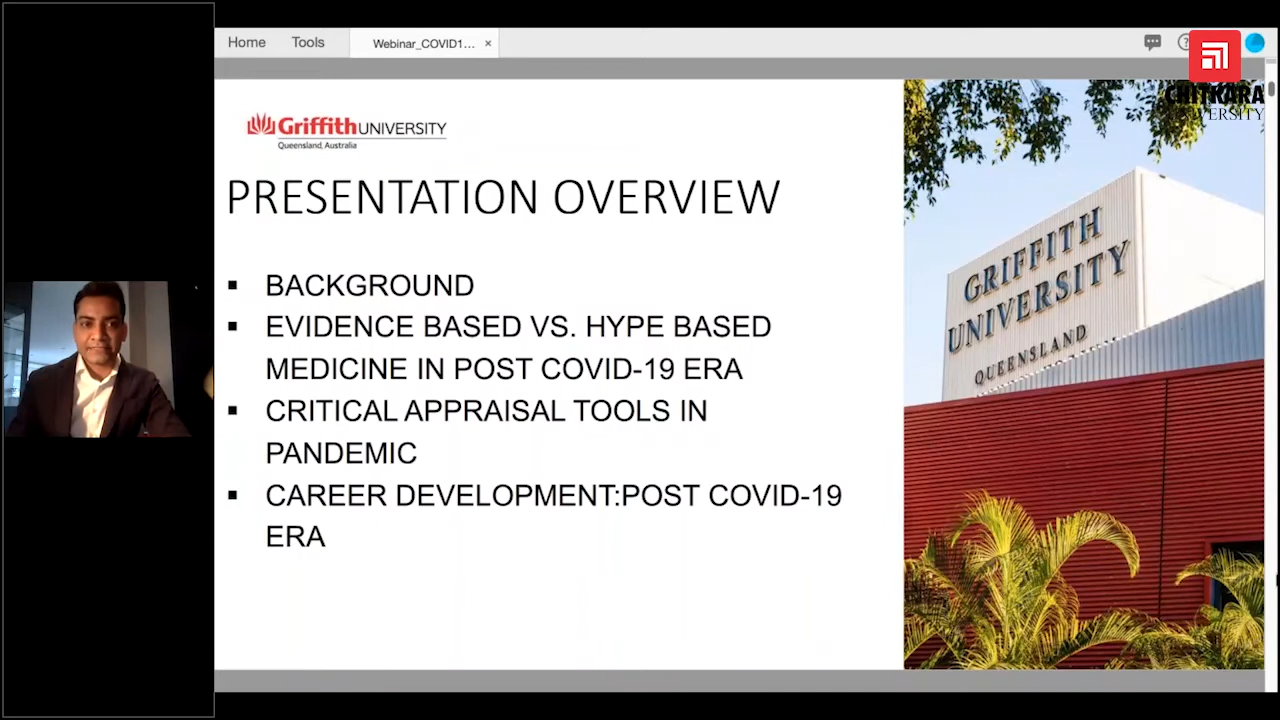 Home Tools Webinar_COVID1... ×
CHITKARA
UNIVERSITY
Griffith UNIVERSITY
Queensland, Australia
PRESENTATION OVERVIEW
▪ BACKGROUND
▪ EVIDENCE BASED VS. HYPE BASED
MEDICINE IN POST COVID-19 ERA
▪ CRITICAL APPRAISAL TOOLS IN
PANDEMIC
▪ CAREER DEVELOPMENT:POST COVID-19
ERA
GRIFFITH
UNIVERSITY
QUEENSLAND